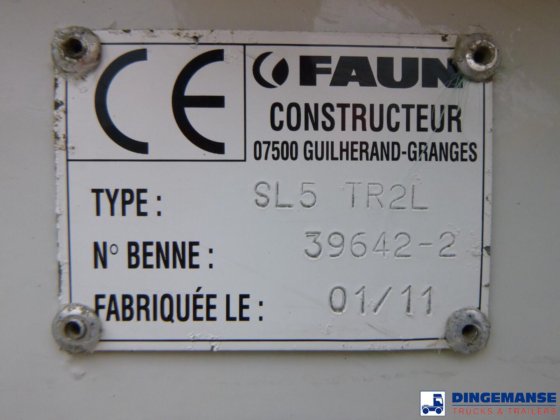 CE
FAUN
CONSTRUCTEUR
07500 GUILHERAND-GRANGES
TYPE : SL5 TR2L
N° BENNE : 39642-2
FABRIQUÉE LE : 01/11
DINGEMANSE
TRUCKS & TRAILERS